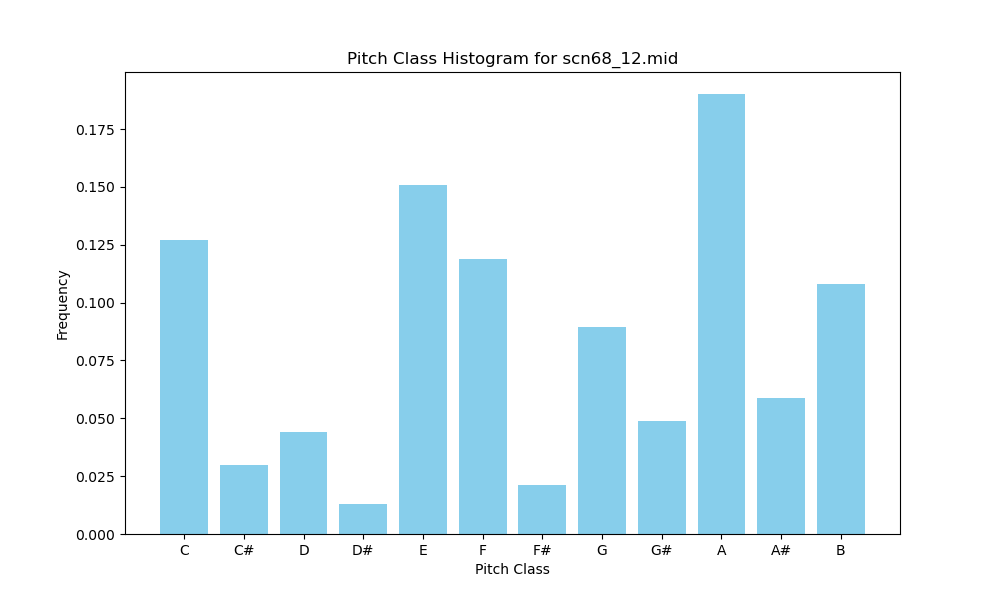 Pitch Class Histogram for scn68_12.mid
Frequency
0.175
0.150
0.125
0.100
0.075
0.050
0.025
0.000
C C# D D# E F F# G G# A A# B
Pitch Class